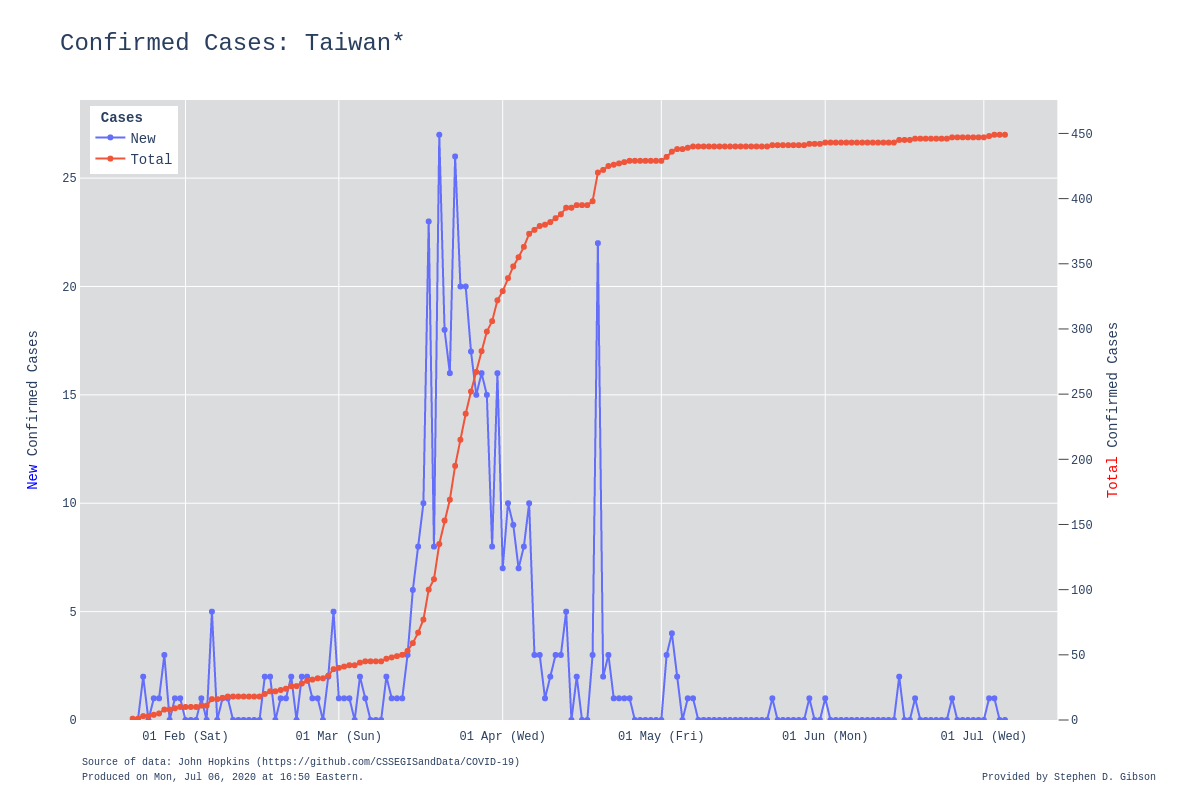 Confirmed Cases: Taiwan*
Cases
New
Total
25
20
15
10
5
0
New Confirmed Cases
450
400
350
300
250
200
150
100
50
0
Total Confirmed Cases
01 Feb (Sat)
01 Mar (Sun)
01 Apr (Wed)
01 May (Fri)
01 Jun (Mon)
01 Jul (Wed)
Source of data: John Hopkins (https://github.com/CSSEGISandData/COVID-19)
Produced on Mon, Jul 06, 2020 at 16:50 Eastern.
Provided by Stephen D. Gibson